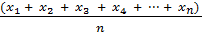 (x₁ + x₂ + x₃ + x₄ + ⋯ + xₙ)
n